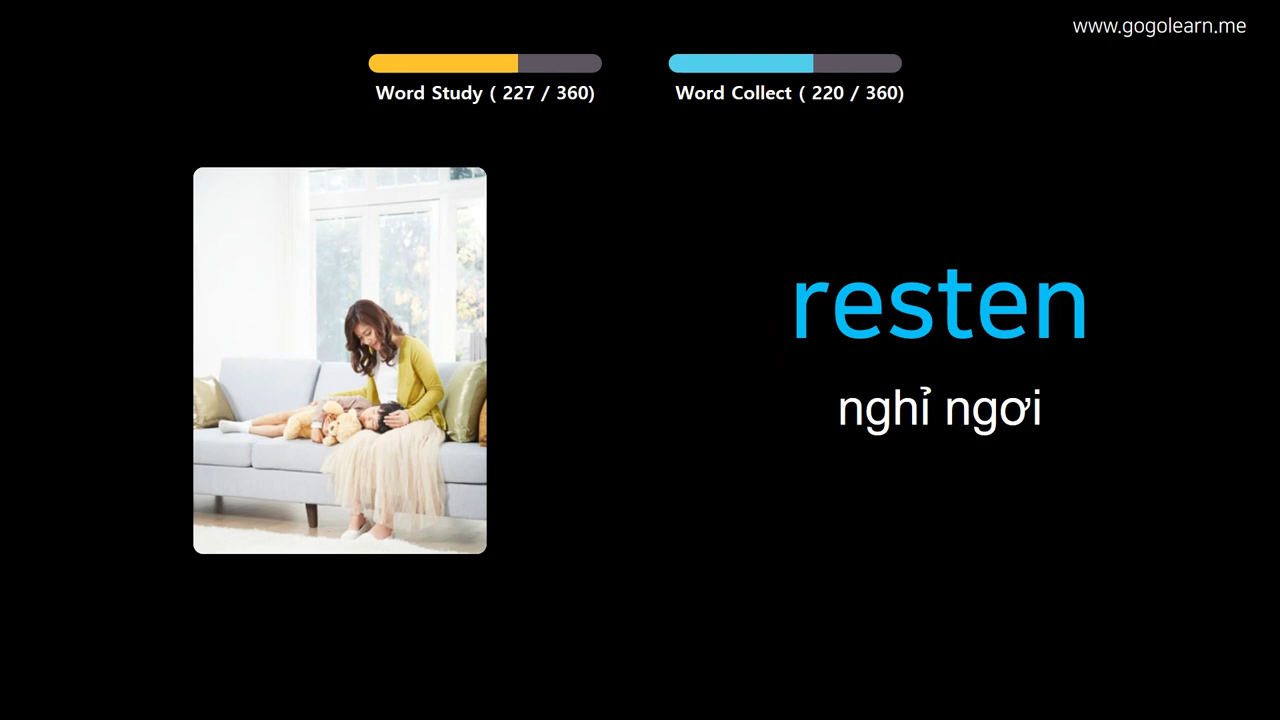 www.gogolearn.me
Word Study ( 227 / 360)
Word Collect ( 220 / 360)
resten
nghỉ ngơi